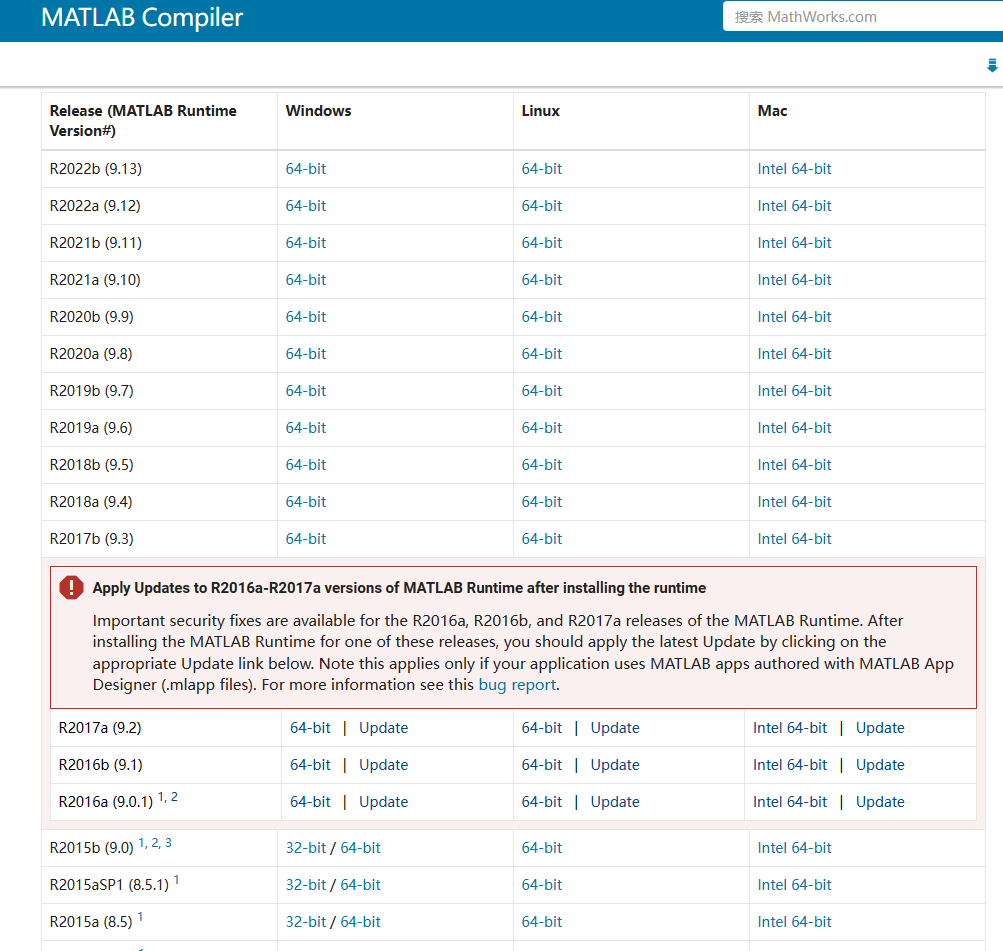 MATLAB Compiler
搜索 MathWorks.com
Release (MATLAB Runtime Version#) Windows Linux Mac
R2022b (9.13) 64-bit 64-bit Intel 64-bit
R2022a (9.12) 64-bit 64-bit Intel 64-bit
R2021b (9.11) 64-bit 64-bit Intel 64-bit
R2021a (9.10) 64-bit 64-bit Intel 64-bit
R2020b (9.9) 64-bit 64-bit Intel 64-bit
R2020a (9.8) 64-bit 64-bit Intel 64-bit
R2019b (9.7) 64-bit 64-bit Intel 64-bit
R2019a (9.6) 64-bit 64-bit Intel 64-bit
R2018b (9.5) 64-bit 64-bit Intel 64-bit
R2018a (9.4) 64-bit 64-bit Intel 64-bit
R2017b (9.3) 64-bit 64-bit Intel 64-bit
Apply Updates to R2016a-R2017a versions of MATLAB Runtime after installing the runtime
Important security fixes are available for the R2016a, R2016b, and R2017a releases of the MATLAB Runtime. After
installing the MATLAB Runtime for one of these releases, you should apply the latest Update by clicking on the
appropriate Update link below. Note this applies only if your application uses MATLAB apps authored with MATLAB App
Designer (.mlapp files). For more information see this bug report.
R2017a (9.2) 64-bit | Update 64-bit | Update Intel 64-bit | Update
R2016b (9.1) 64-bit | Update 64-bit | Update Intel 64-bit | Update
R2016a (9.0.1) 1, 2 64-bit | Update 64-bit | Update Intel 64-bit | Update
R2015b (9.0) 1, 2, 3 32-bit / 64-bit 64-bit Intel 64-bit
R2015aSP1 (8.5.1) 1 32-bit / 64-bit 64-bit Intel 64-bit
R2015a (8.5) 1 32-bit / 64-bit 64-bit Intel 64-bit